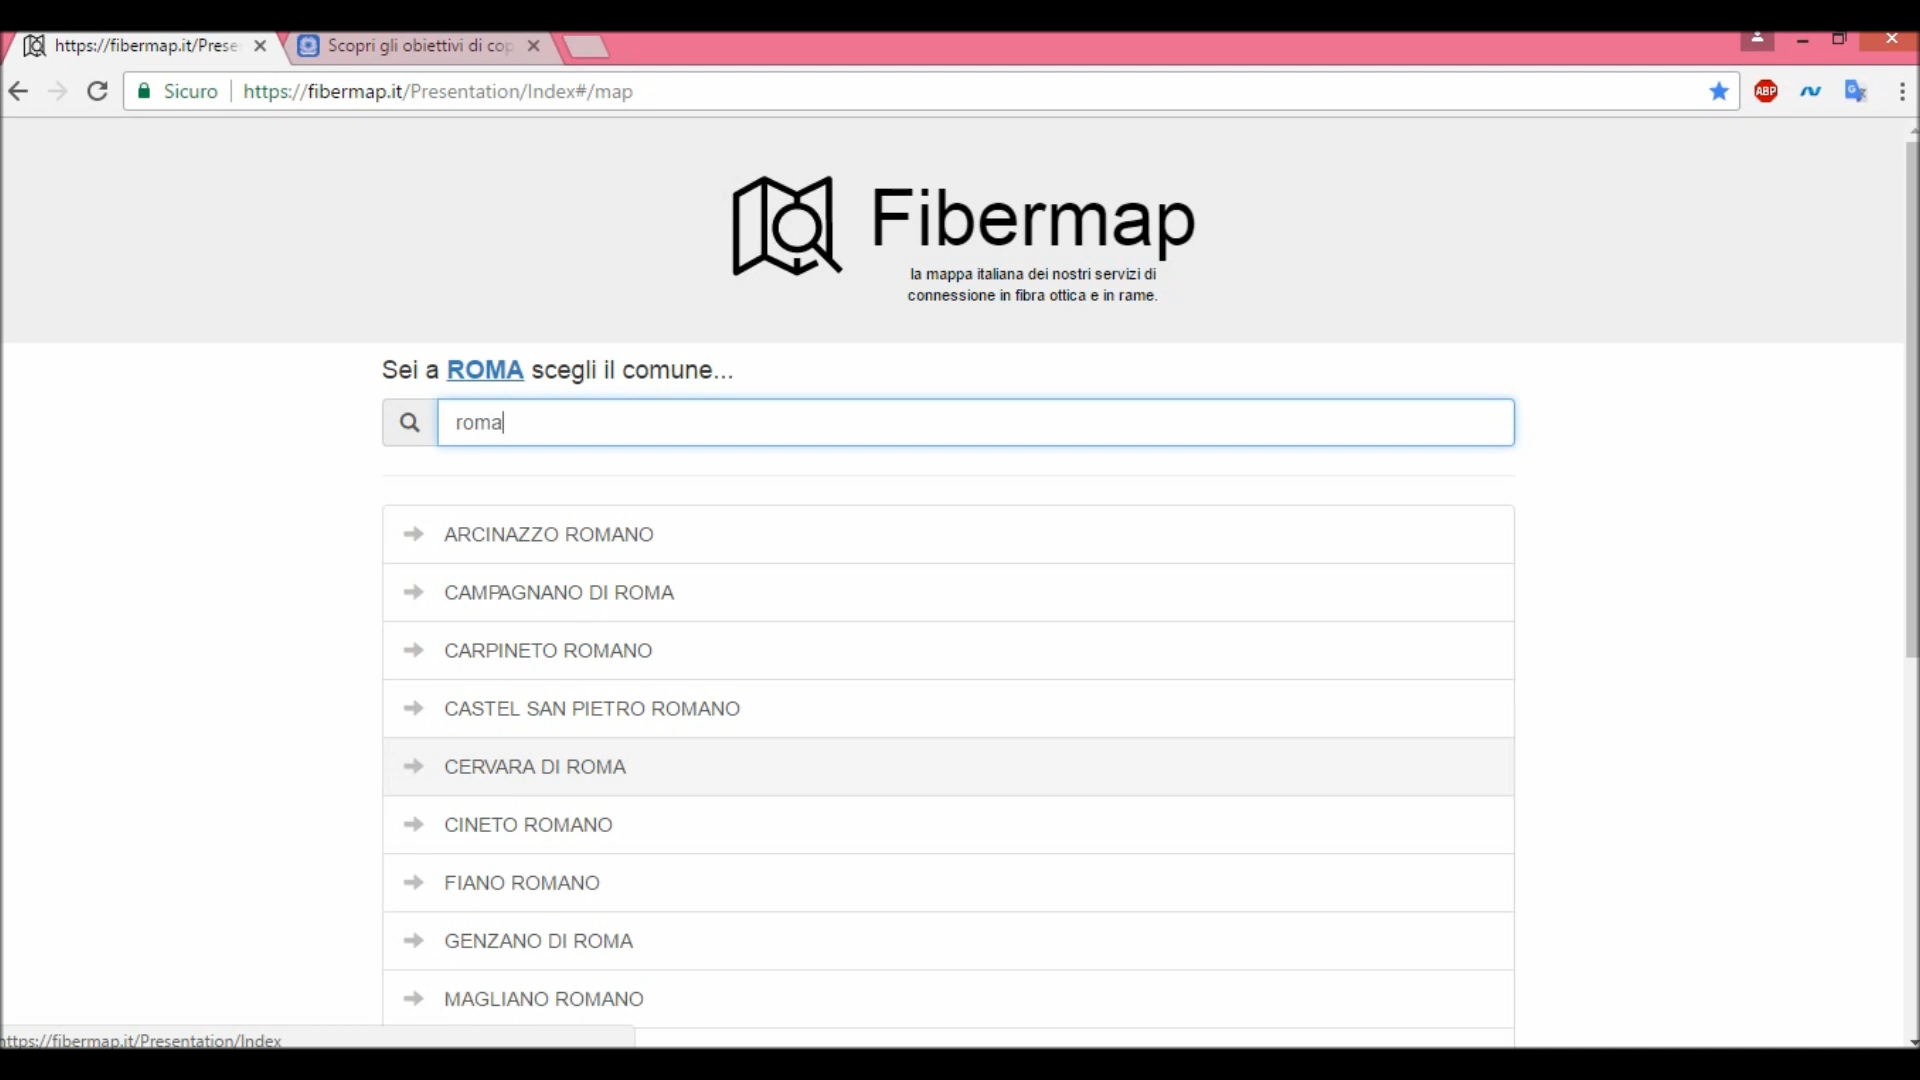 https://fibermap.it/Prese
Scopri gli obiettivi di cop
Sicuro
https://fibermap.it/Presentation/Index#/map
ABP
Fibermap
la mappa italiana dei nostri servizi di
connessione in fibra ottica e in rame.
Sei a ROMA scegli il comune...
roma
ARCINAZZO ROMANO
CAMPAGNANO DI ROMA
CARPINETO ROMANO
CASTEL SAN PIETRO ROMANO
CERVARA DI ROMA
CINETO ROMANO
FIANO ROMANO
GENZANO DI ROMA
MAGLIANO ROMANO
https://fibermap.it/Presentation/Index